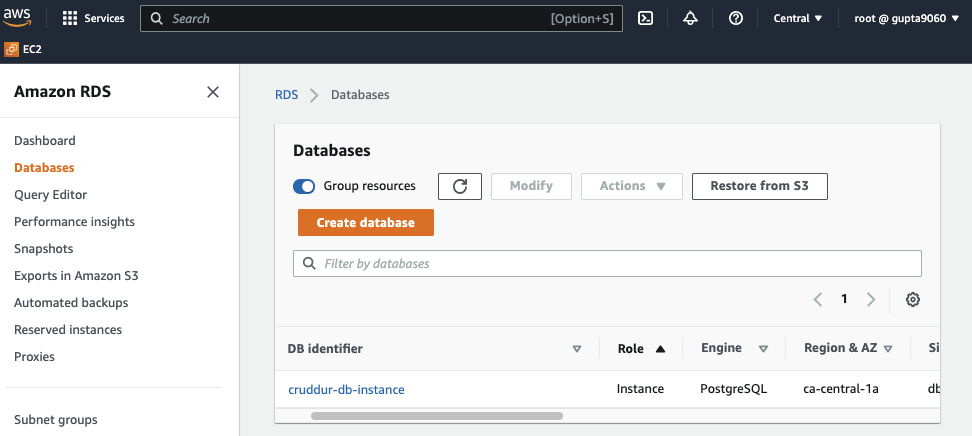 aws Services Search [Option+S] Central root @ gupta9060
EC2
Amazon RDS
Dashboard
Databases
Query Editor
Performance insights
Snapshots
Exports in Amazon S3
Automated backups
Reserved instances
Proxies
Subnet groups
RDS Databases
Databases
Group resources Modify Actions Restore from S3
Create database
Filter by databases
1
DB identifier Role Engine Region & AZ Si
cruddur-db-instance Instance PostgreSQL ca-central-1a db